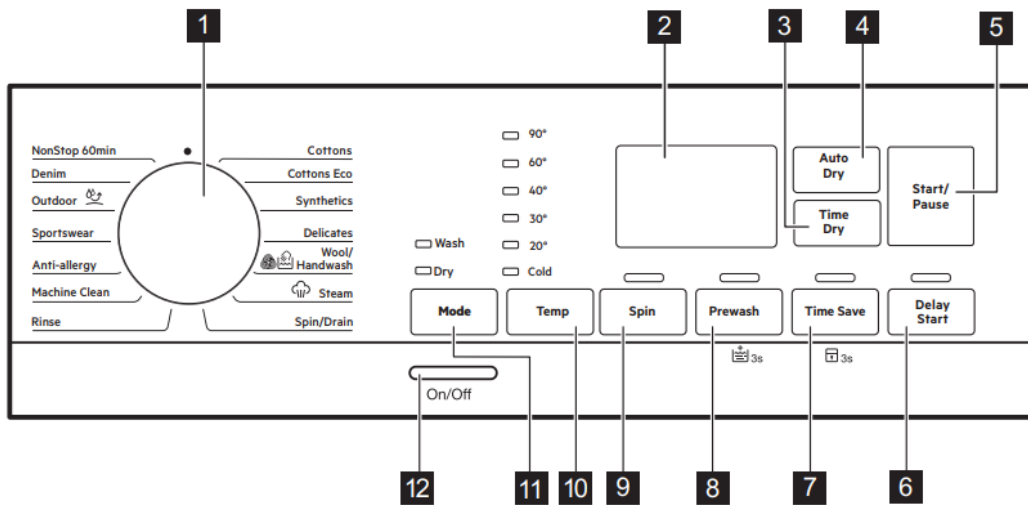 1
2
3
4
5
NonStop 60min
Denim
Outdoor
Sportswear
Anti-allergy
Machine Clean
Rinse
Cottons
Cottons Eco
Synthetics
Delicates
Wool/
Handwash
Steam
Spin/Drain
90°
60°
40°
30°
20°
Cold
Wash
Dry
Auto
Dry
Time
Dry
Start/
Pause
Mode
Temp
Spin
Prewash
Time Save
Delay
Start
3s
3s
On/Off
12
11
10
9
8
7
6